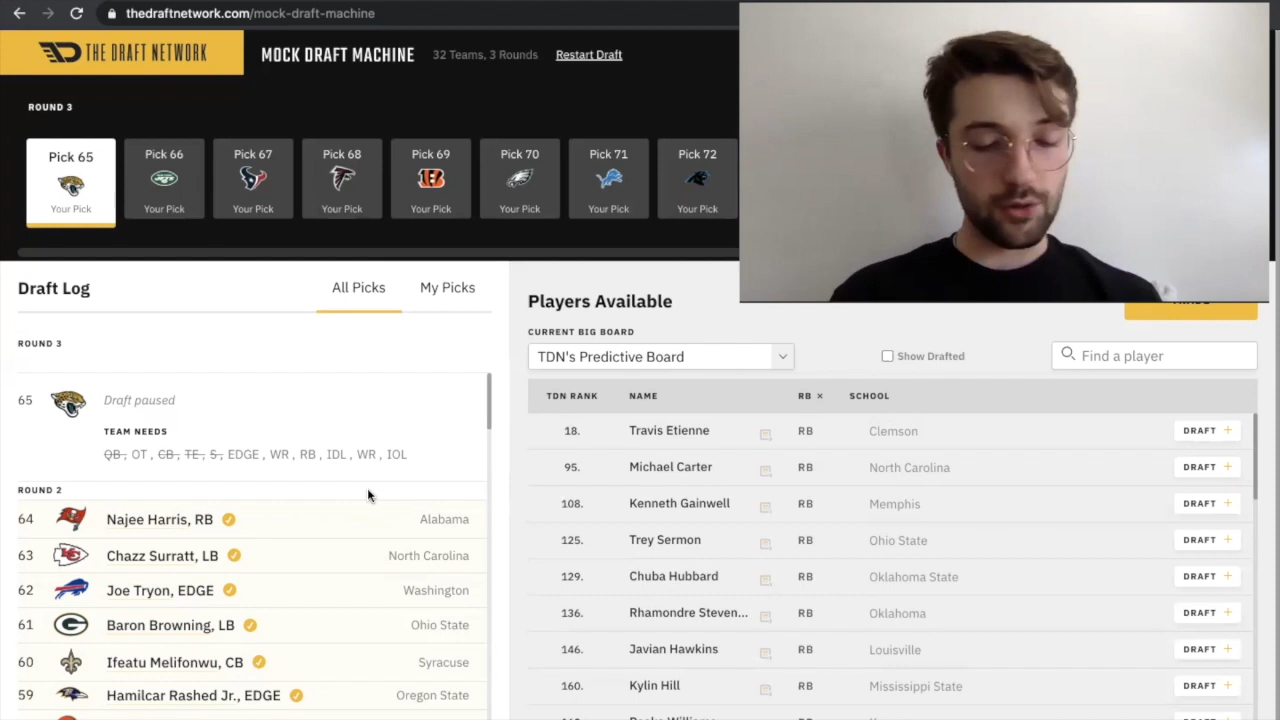 thedraftnetwork.com/mock-draft-machine
THE DRAFT NETWORK
MOCK DRAFT MACHINE
32 Teams, 3 Rounds
Restart Draft
ROUND 3
Pick 65
Your Pick
Pick 66
Your Pick
Pick 67
Your Pick
Pick 68
Your Pick
Pick 69
Your Pick
Pick 70
Your Pick
Pick 71
Your Pick
Pick 72
Your Pick
Draft Log
All Picks
My Picks
ROUND 3
65
Draft paused
TEAM NEEDS
QB, OT, CB, TE, S, EDGE, WR, RB, IDL, WR, IOL
ROUND 2
64 Najee Harris, RB Alabama
63 Chazz Surratt, LB North Carolina
62 Joe Tryon, EDGE Washington
61 Baron Browning, LB Ohio State
60 Ifeatu Melifonwu, CB Syracuse
59 Hamilcar Rashed Jr., EDGE Oregon State
Players Available
CURRENT BIG BOARD
TDN's Predictive Board
Show Drafted
Find a player
TDN RANK NAME RB × SCHOOL
18. Travis Etienne RB Clemson DRAFT +
95. Michael Carter RB North Carolina DRAFT +
108. Kenneth Gainwell RB Memphis DRAFT +
125. Trey Sermon RB Ohio State DRAFT +
129. Chuba Hubbard RB Oklahoma State DRAFT +
136. Rhamondre Steven... RB Oklahoma DRAFT +
146. Javian Hawkins RB Louisville DRAFT +
160. Kylin Hill RB Mississippi State DRAFT +